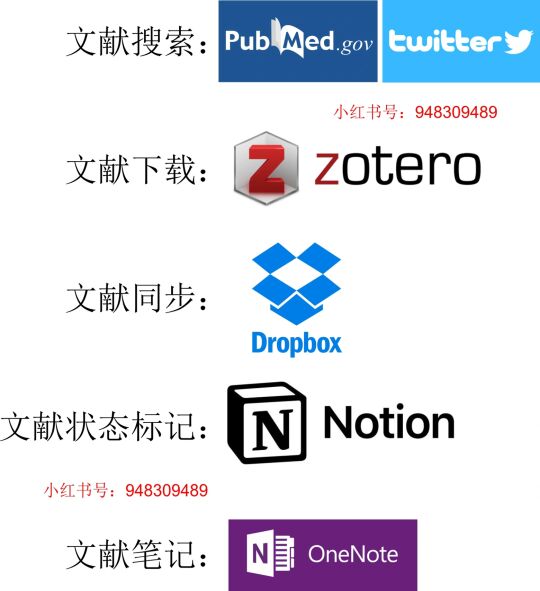 文献搜索： PubMed.gov twitter
小红书号：948309489
文献下载： Z zotero
文献同步：
Dropbox
文献状态标记： N Notion
小红书号：948309489
文献笔记： N OneNote